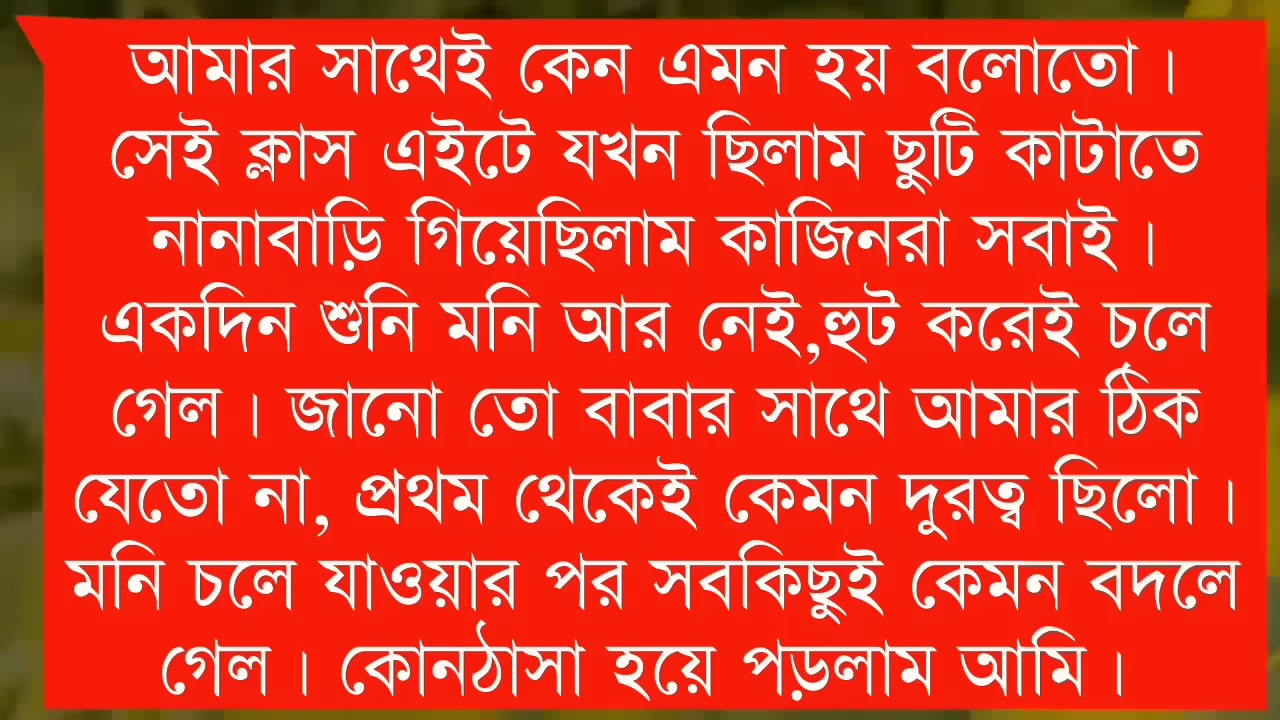 আমার সাথেই কেন এমন হয় বলোতো।
সেই ক্লাস এইটে যখন ছিলাম ছুটি কাটাতে
নানাবাড়ি গিয়েছিলাম কাজিনরা সবাই।
একদিন শুনি মনি আর নেই,হুট করেই চলে
গেল। জানো তো বাবার সাথে আমার ঠিক
যেতো না, প্রথম থেকেই কেমন দুরত্ব ছিলো।
মনি চলে যাওয়ার পর সবকিছুই কেমন বদলে
গেল। কোনঠাসা হয়ে পড়লাম আমি।